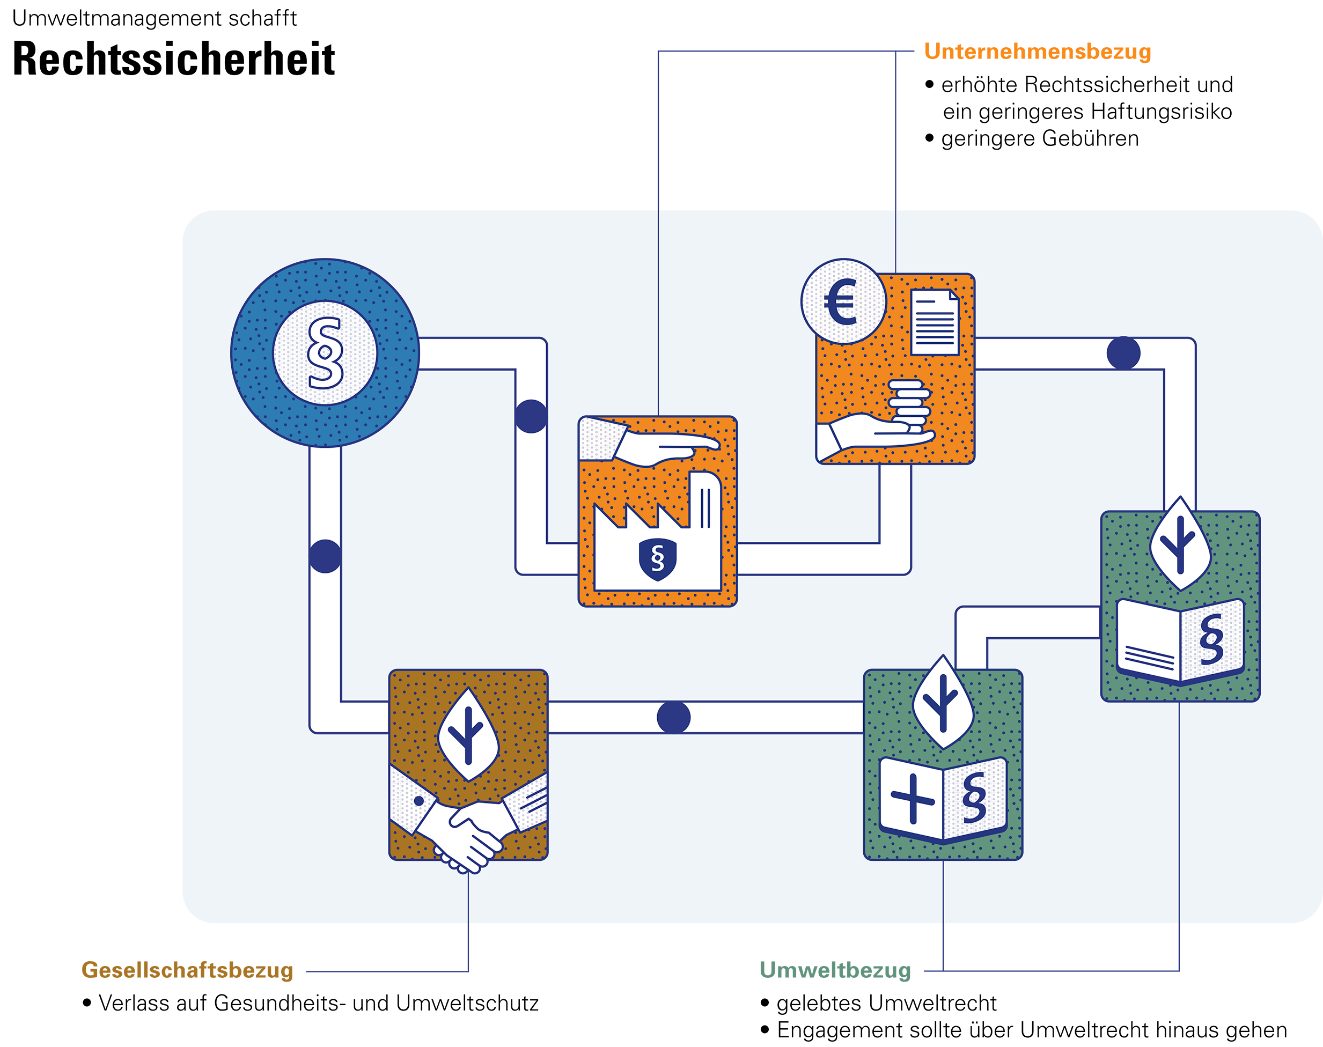 Umweltmanagement schafft
Rechtssicherheit
Unternehmensbezug
• erhöhte Rechtssicherheit und
ein geringeres Haftungsrisiko
• geringere Gebühren
§
€
§
§
§
Gesellschaftsbezug
• Verlass auf Gesundheits- und Umweltschutz
Umweltbezug
• gelebtes Umweltrecht
• Engagement sollte über Umweltrecht hinaus gehen